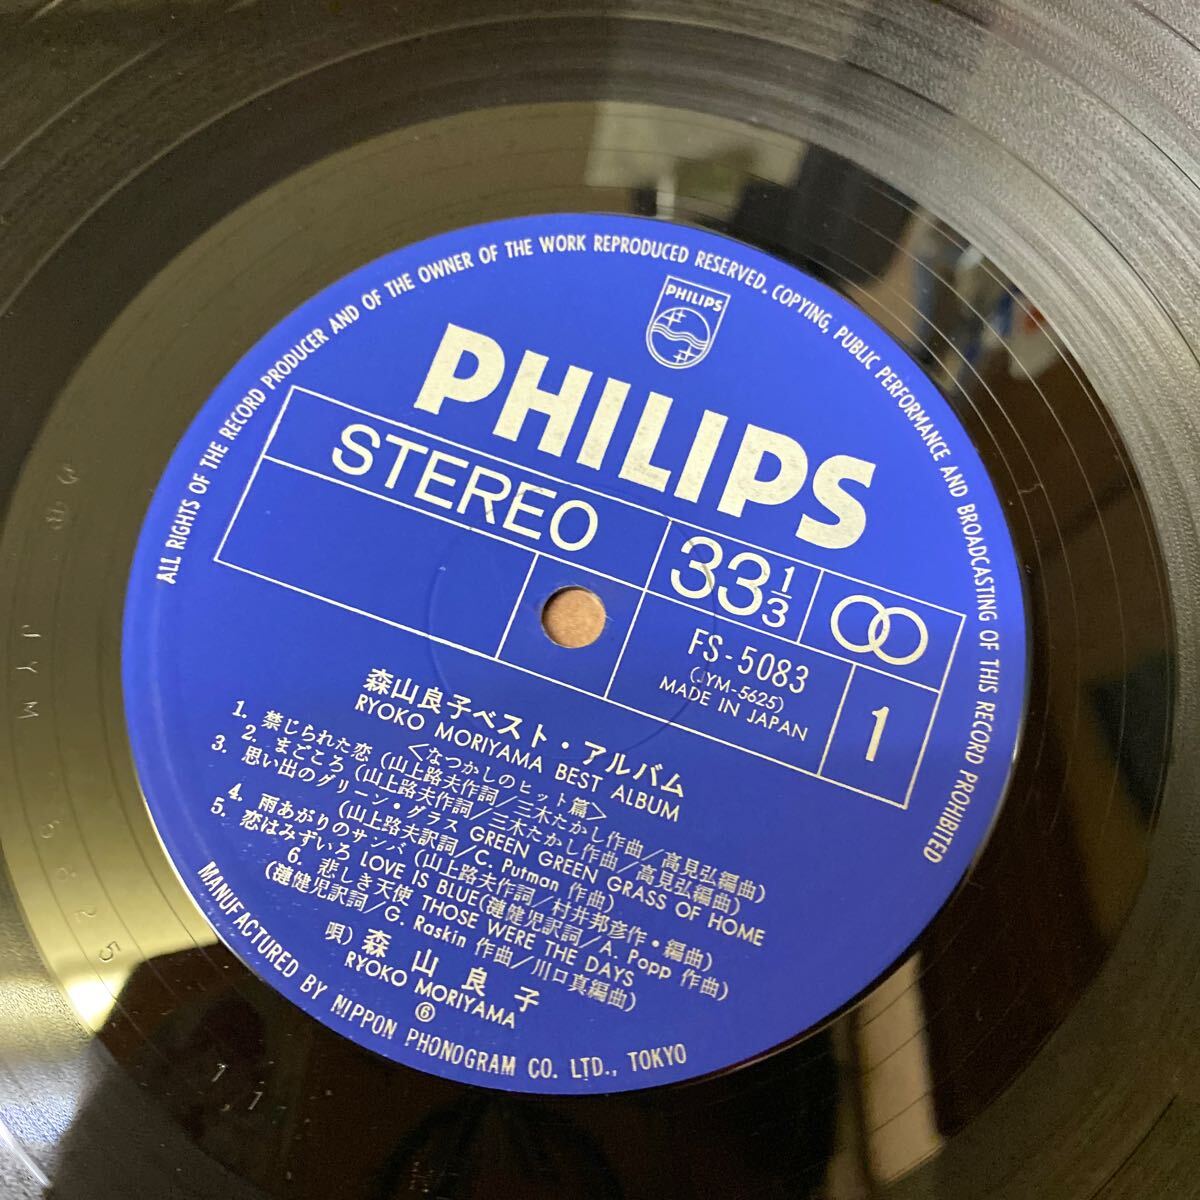 ALL RIGHTS OF THE RECORD PRODUCER AND OF THE OWNER OF THE WORK REPRODUCED RESERVED. COPYING, PUBLIC PERFORMANCE AND BROADCASTING OF THIS RECORD PROHIBITED
PHILIPS
PHILIPS
STEREO
33 1/3
FS-5083
(JYM-5625)
MADE IN JAPAN
1
森山良子ベスト・アルバム
RYOKO MORIYAMA BEST ALBUM
<なつかしのヒット篇>
1. 禁じられた恋 (山上路夫作詞/三木たかし作曲/高見弘編曲)
2. まごころ (山上路夫作詞/三木たかし作曲/高見弘編曲)
3. 思い出のグリーン・グラス GREEN GREEN GRASS OF HOME
(山上路夫訳詞/C. Putman 作曲)
4. 雨あがりのサンバ (山上路夫作詞/村井邦彦作・編曲)
5. 恋はみずいろ LOVE IS BLUE (漣健児訳詞/A. Popp 作曲)
6. 悲しき天使 THOSE WERE THE DAYS
(漣健児訳詞/G. Raskin 作曲/川口真編曲)
唄) 森山良子
RYOKO MORIYAMA
⑥
MANUFACTURED BY NIPPON PHONOGRAM CO. LTD., TOKYO
JYM 5625